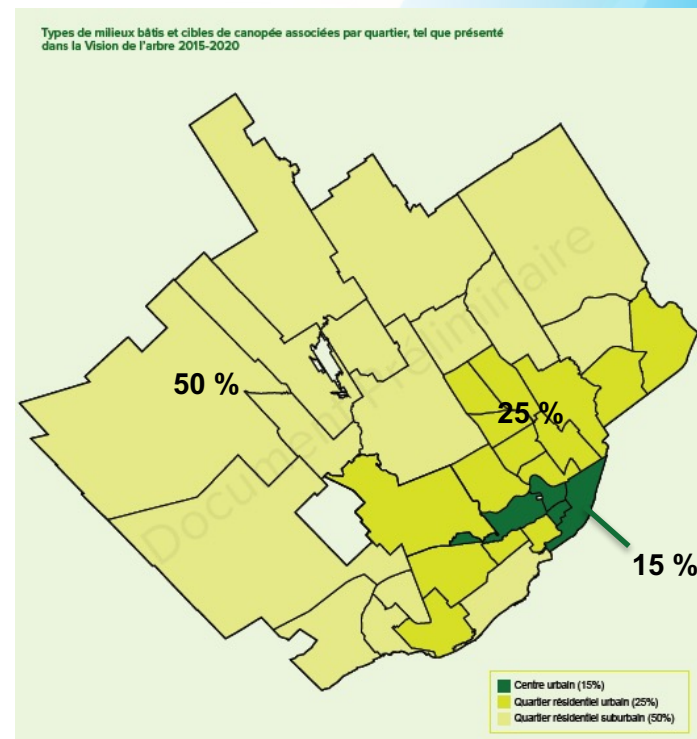 Types de milieux bâtis et cibles de canopée associées par quartier, tel que présenté
dans la Vision de l'arbre 2015-2020
Document Préliminaire
50 %
25 %
15 %
Centre urbain (15%)
Quartier résidentiel urbain (25%)
Quartier résidentiel suburbain (50%)